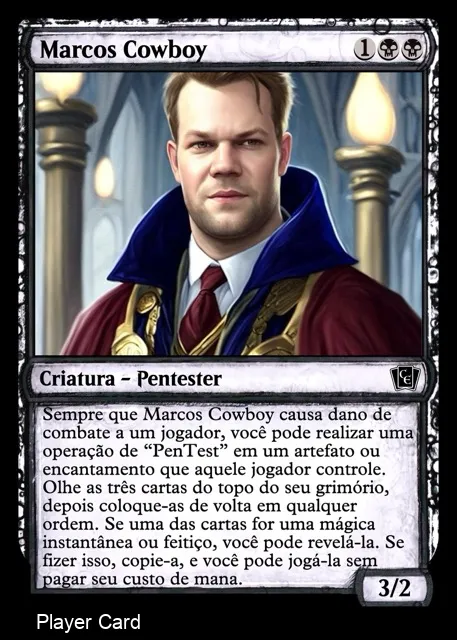 Marcos Cowboy 1
Criatura – Pentester CE
Sempre que Marcos Cowboy causa dano de
combate a um jogador, você pode realizar uma
operação de “PenTest” em um artefato ou
encantamento que aquele jogador controle.
Olhe as três cartas do topo do seu grimório,
depois coloque-as de volta em qualquer
ordem. Se uma das cartas for uma mágica
instantânea ou feitiço, você pode revelá-la. Se
fizer isso, copie-a, e você pode jogá-la sem
pagar seu custo de mana.
3/2
Player Card